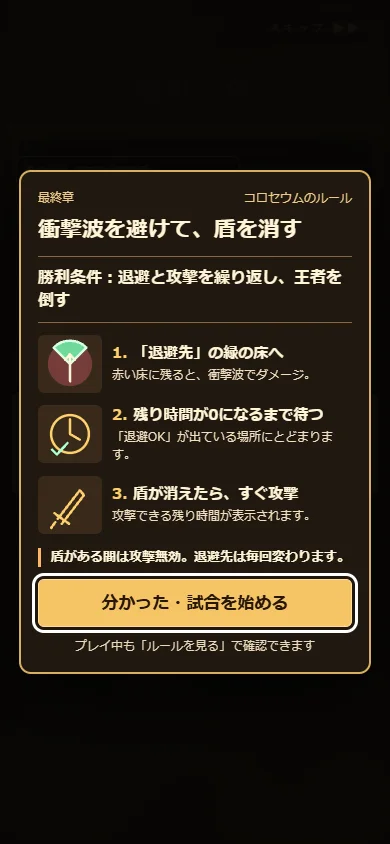 最終章
コロセウムのルール
衝撃波を避けて、盾を消す
勝利条件：退避と攻撃を繰り返し、王者を
倒す
1. 「退避先」の緑の床へ
赤い床に残ると、衝撃波でダメージ。
2. 残り時間が0になるまで待つ
「退避OK」が出ている場所にとどまりま
す。
3. 盾が消えたら、すぐ攻撃
攻撃できる残り時間が表示されます。
盾がある間は攻撃無効。退避先は毎回変わります。
分かった・試合を始める
プレイ中も「ルールを見る」で確認できます